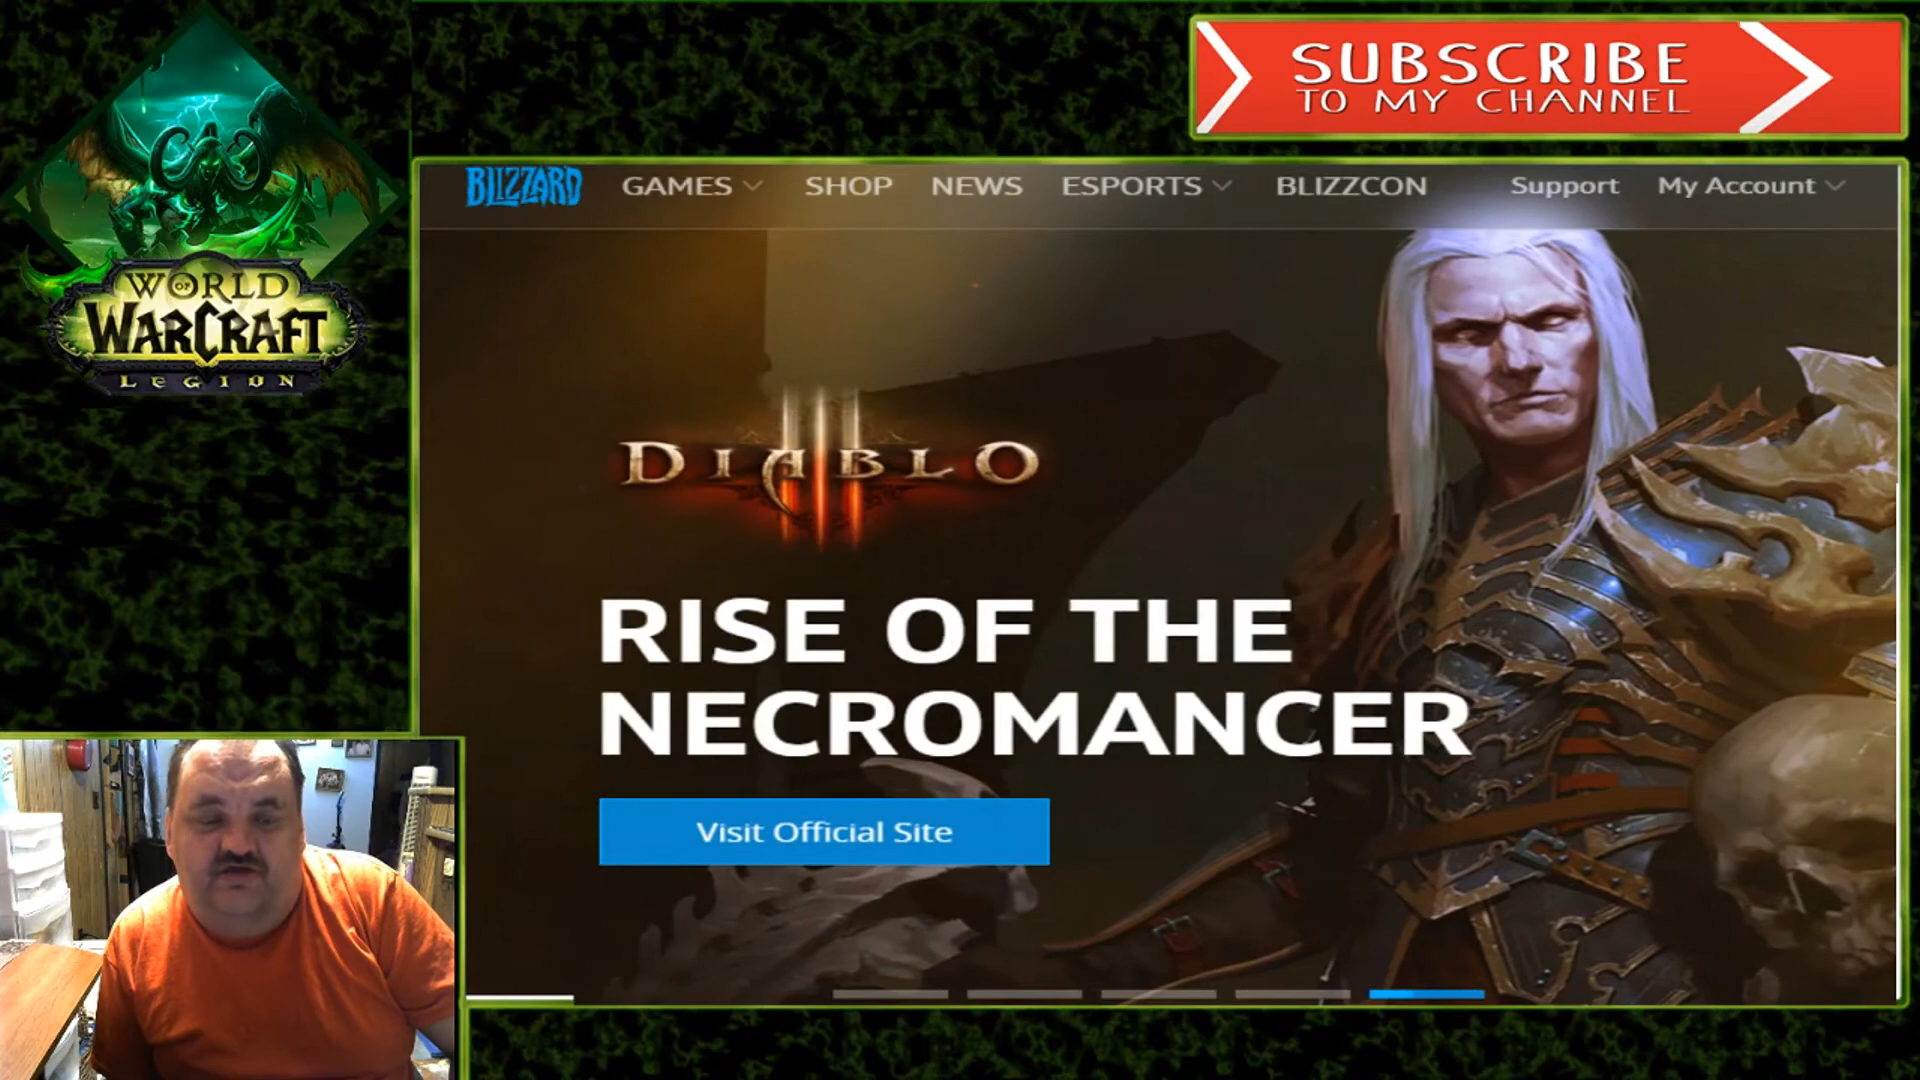 WORLD OF
WARCRAFT
LEGION
SUBSCRIBE
TO MY CHANNEL
BLIZZARD GAMES SHOP NEWS ESPORTS BLIZZCON Support My Account
DIABLO
III
RISE OF THE
NECROMANCER
Visit Official Site